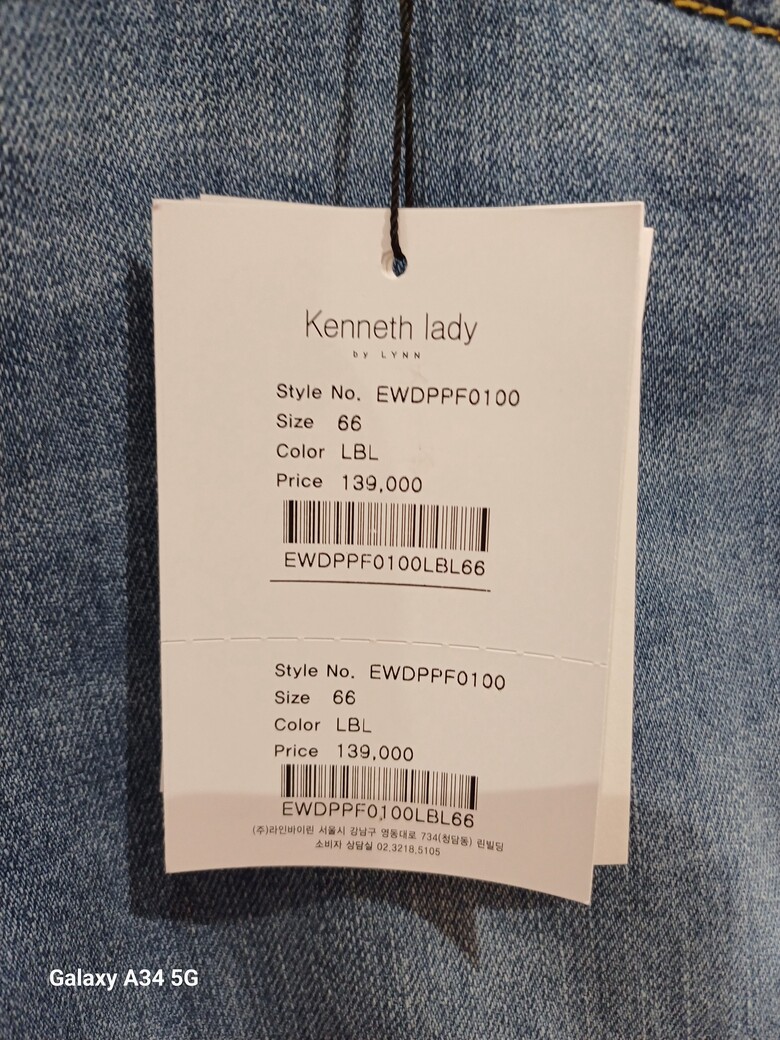 Kenneth lady
by LYNN
Style No. EWDPPF0100
Size 66
Color LBL
Price 139,000
EWDPPF0100LBL66
Style No. EWDPPF0100
Size 66
Color LBL
Price 139,000
EWDPPF0100LBL66
(주)라인바이린 서울시 강남구 영동대로 734(청담동) 린빌딩
소비자 상담실 02.3218.5105
Galaxy A34 5G